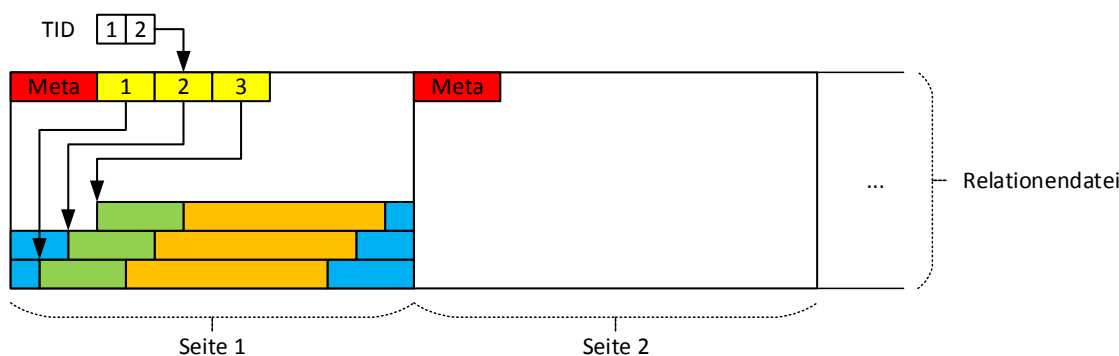 TID 1 2
Meta 1 2 3 Meta
... Relationendatei
Seite 1 Seite 2